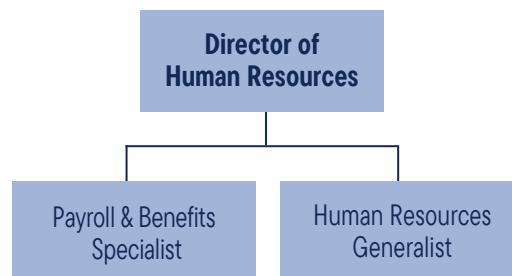 Director of
Human Resources
Payroll & Benefits
Specialist
Human Resources
Generalist